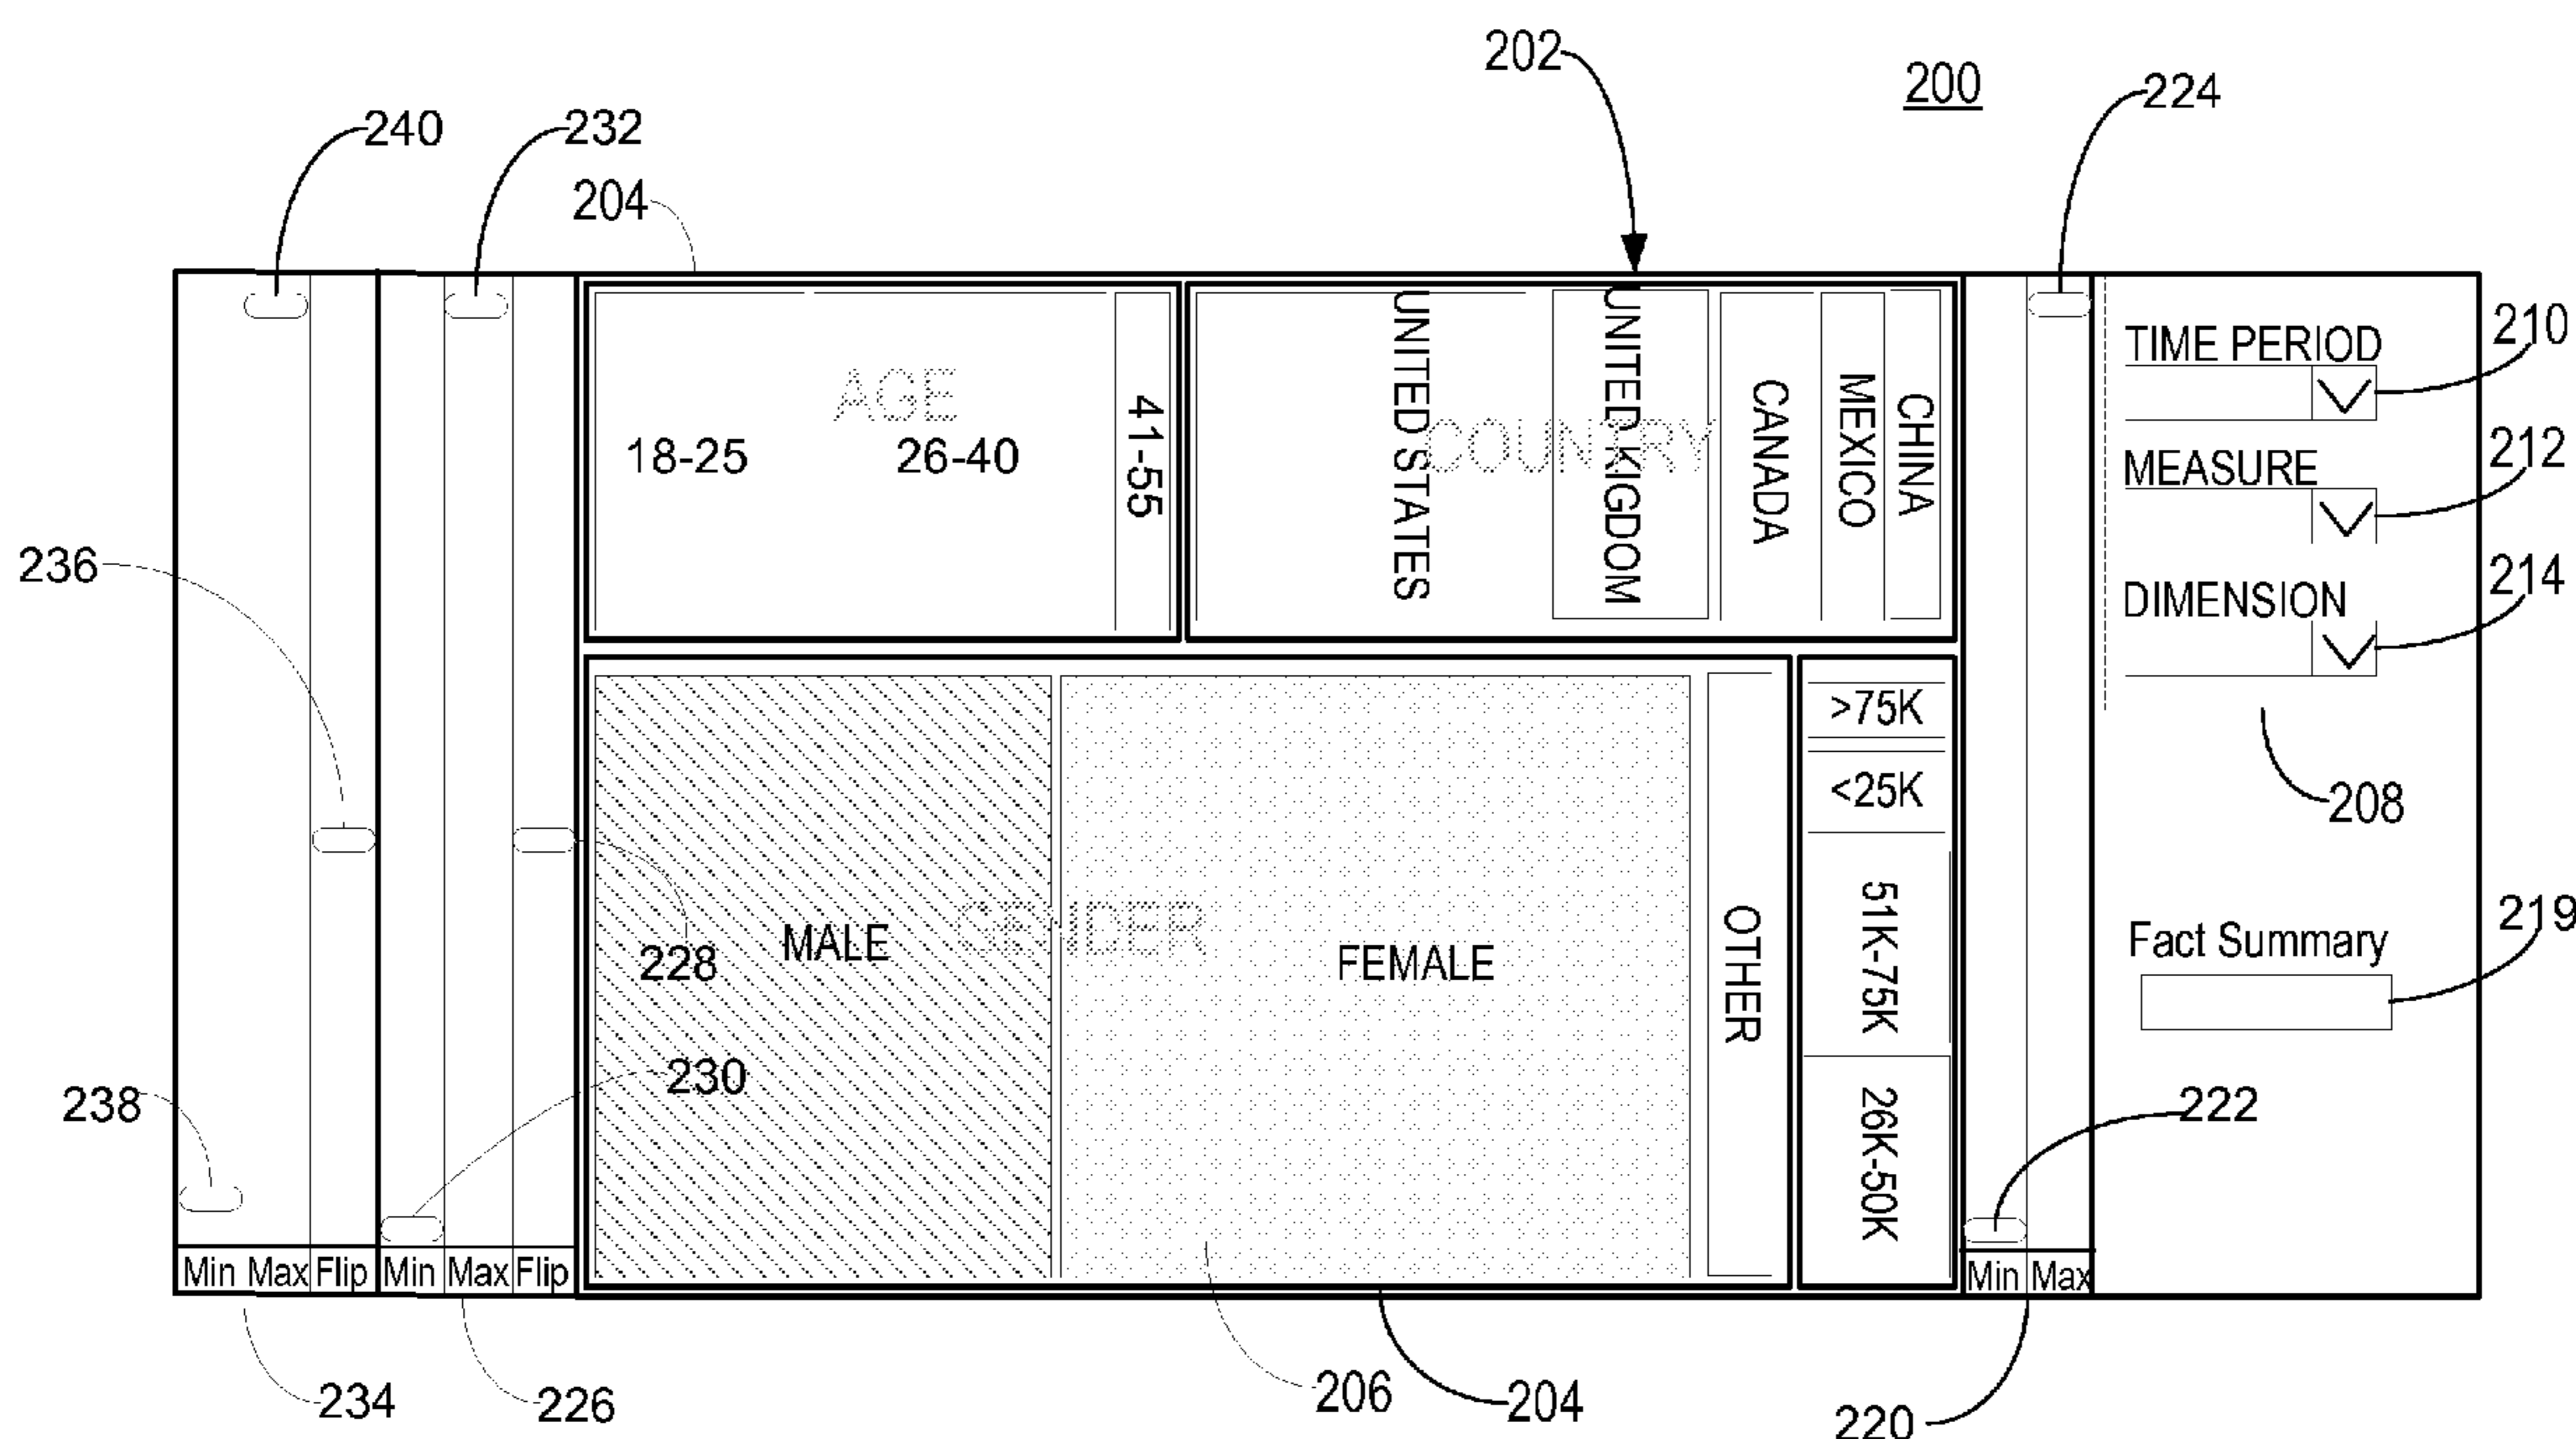 202
200
224
240
232
204
TIME PERIOD
210
AGE
18-25
26-40
41-55
UNITED STATES
UNITED KIGDOM
COUNTRY
CANADA
MEXICO
CHINA
MEASURE
212
DIMENSION
214
236
>75K
<25K
208
51K-75K
26K-50K
MALE
GENDER
FEMALE
OTHER
228
230
Fact Summary
219
238
222
Min Max Flip
Min Max Flip
Min Max
234
226
206
204
220